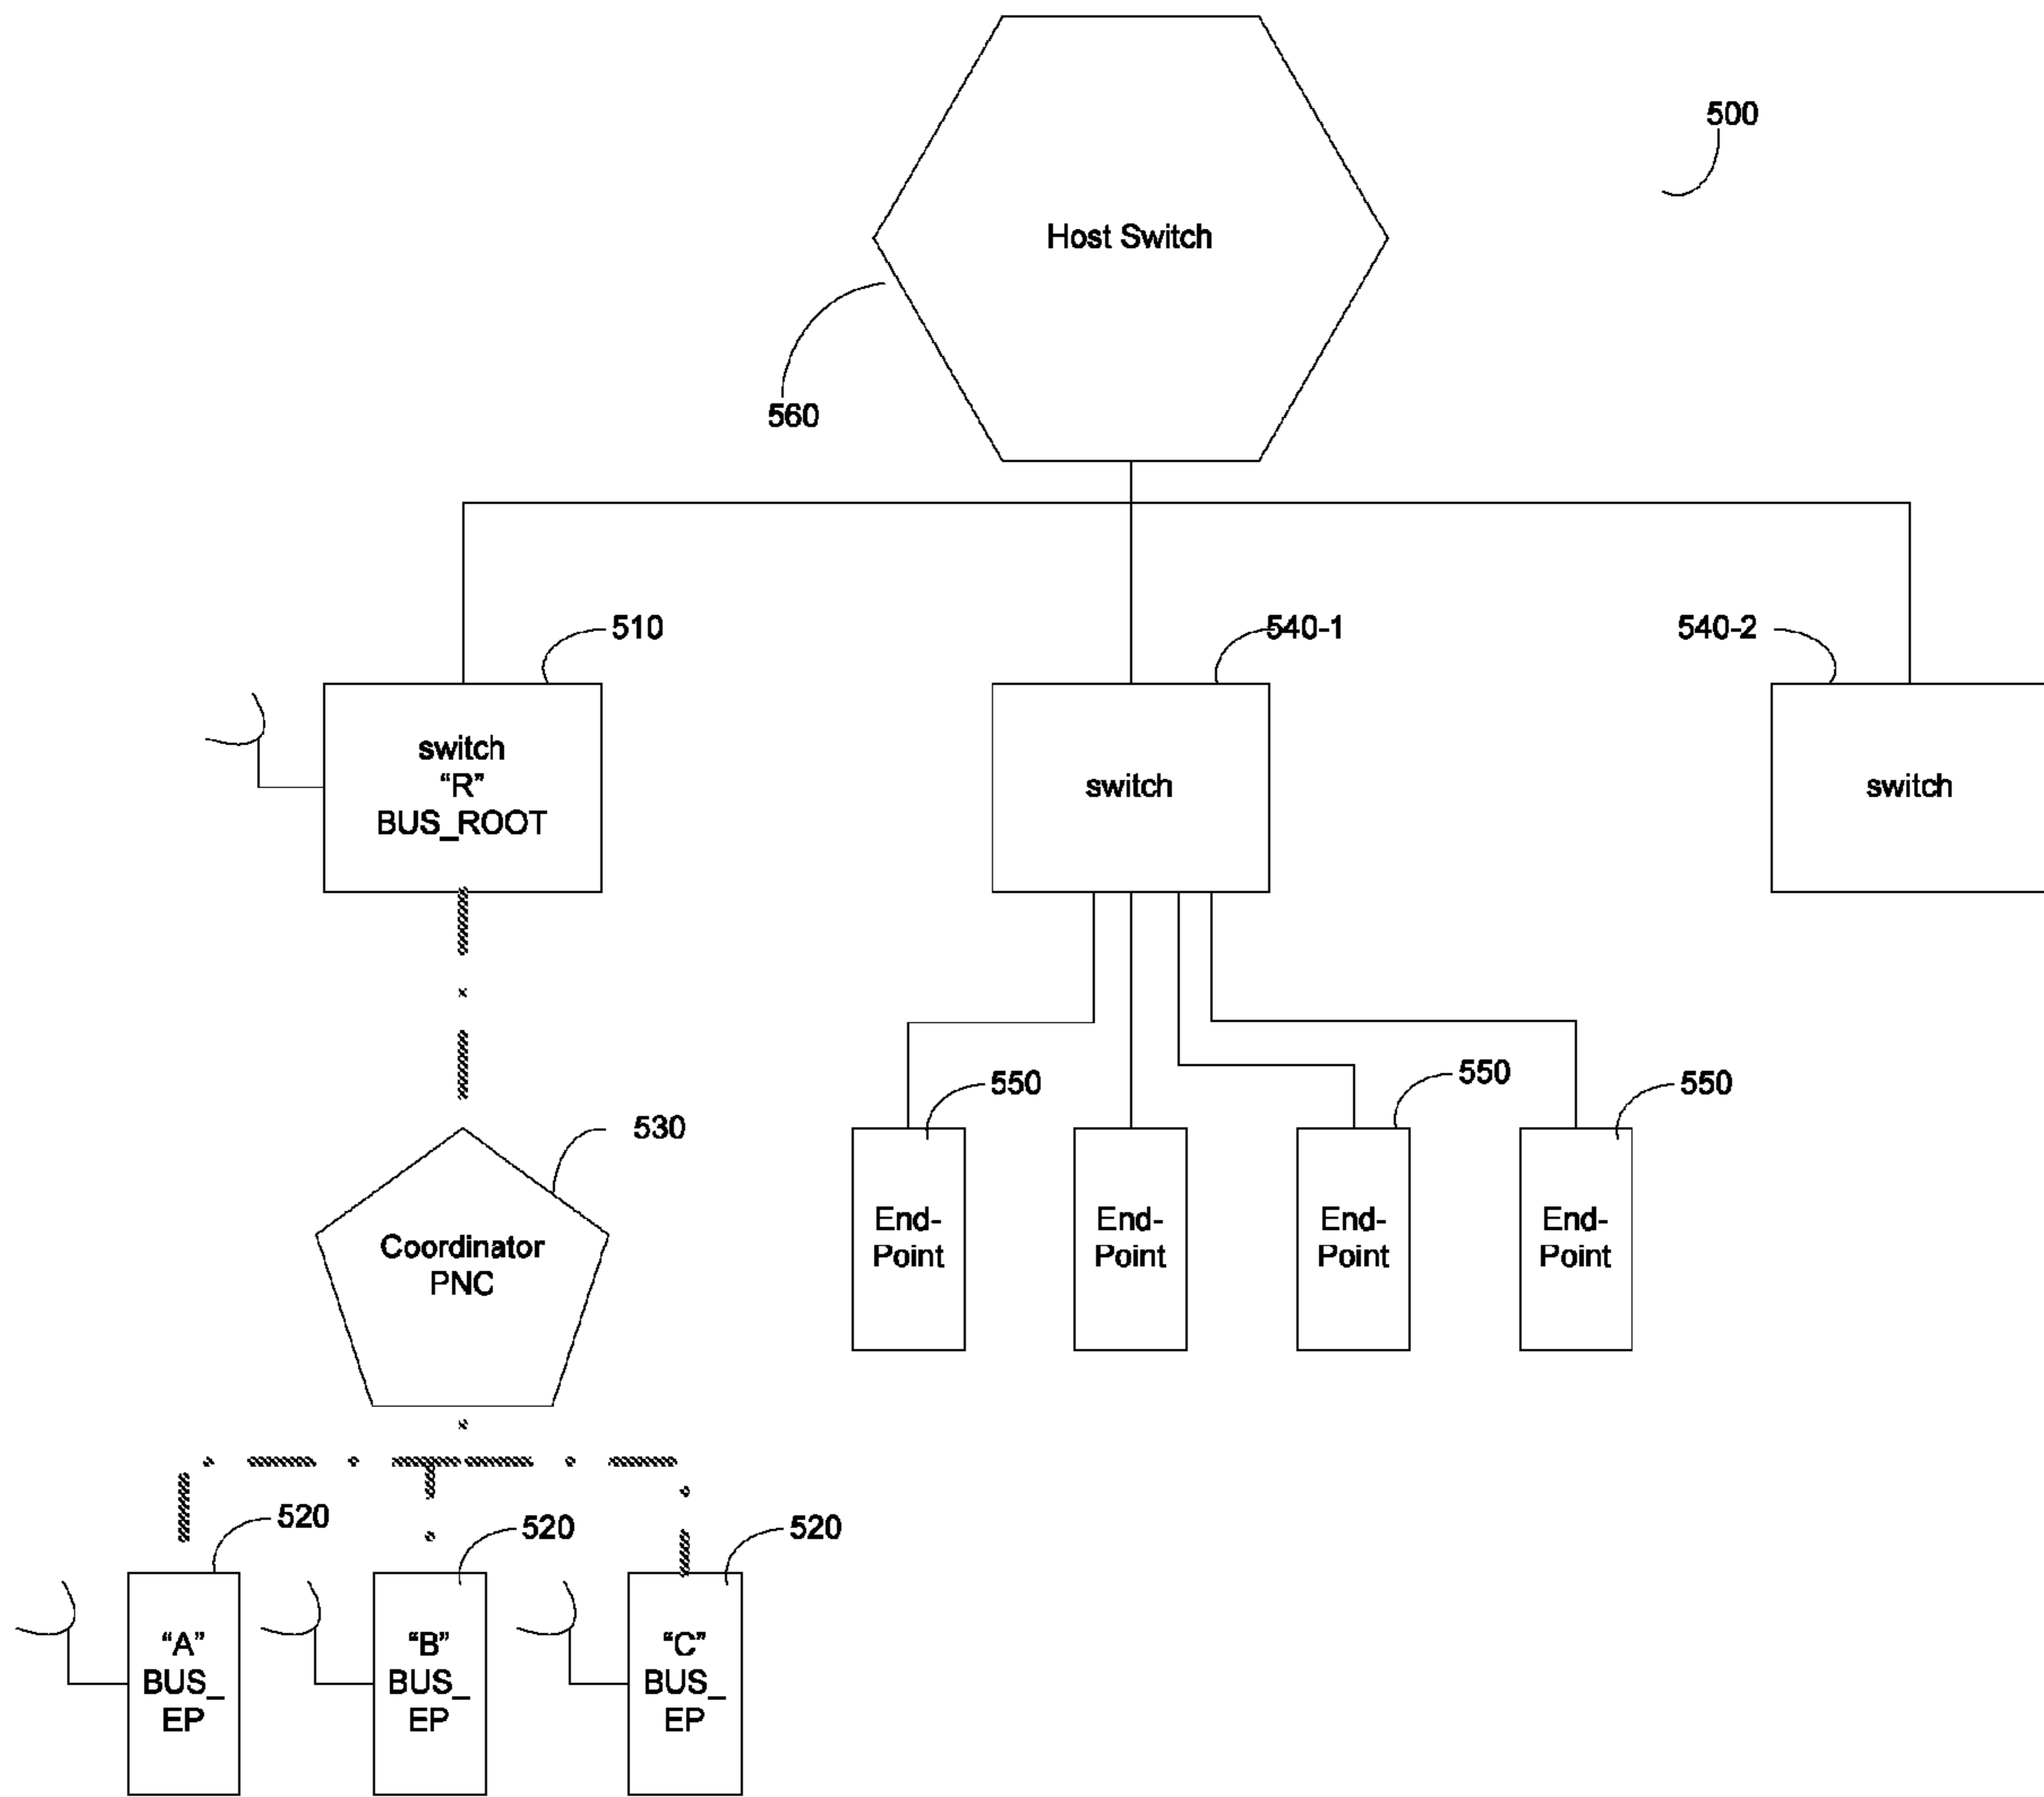 500
Host Switch
560
510
540-1
540-2
switch
“R”
BUS_ROOT
switch
switch
550
550
550
530
Coordinator
PNC
End-
Point
End-
Point
End-
Point
End-
Point
520
520
520
“A”
BUS_
EP
“B”
BUS_
EP
“C”
BUS_
EP